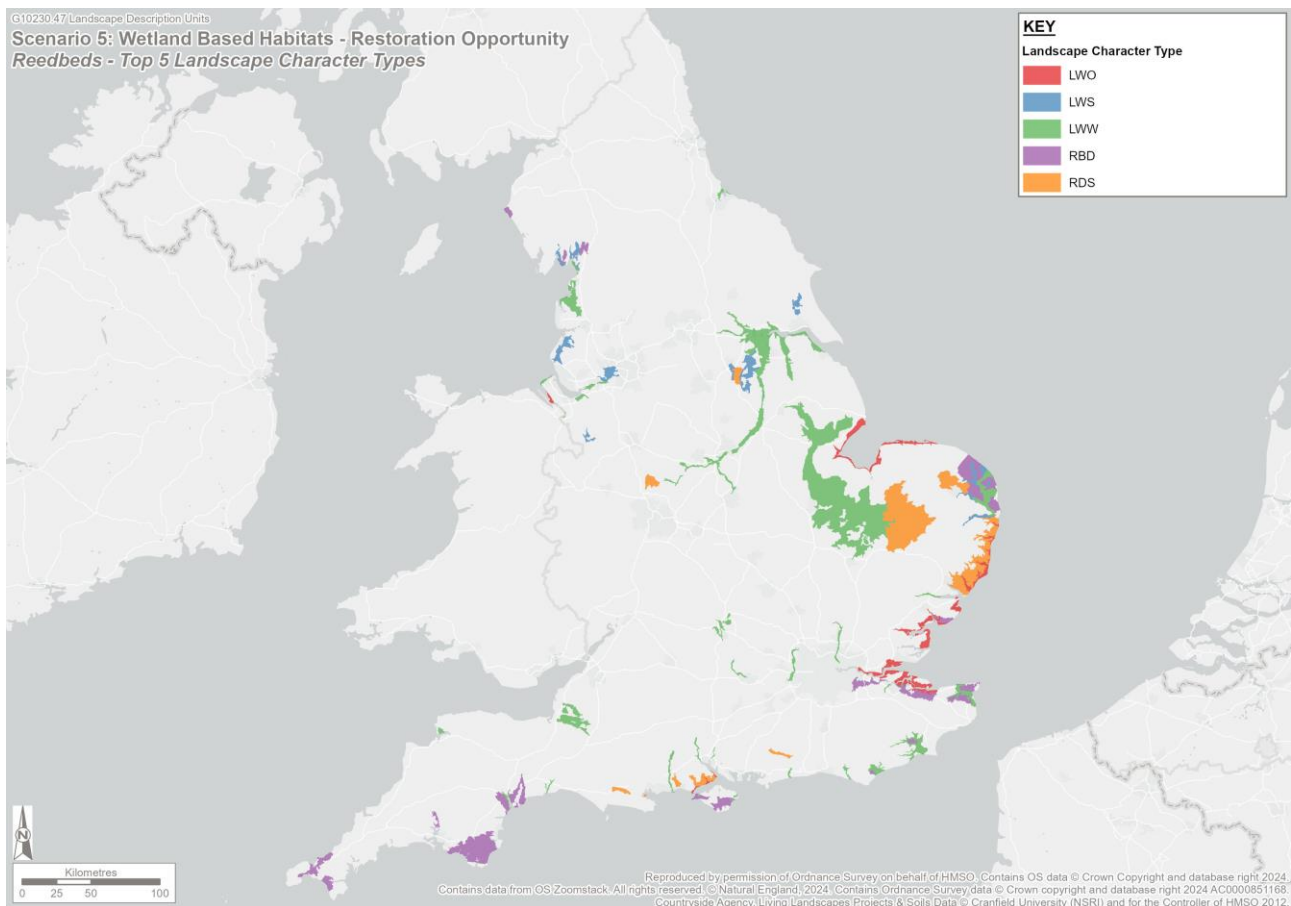 G10230.47 Landscape Description Units
Scenario 5: Wetland Based Habitats - Restoration Opportunity
Reedbeds - Top 5 Landscape Character Types
KEY
Landscape Character Type
LWO
LWS
LWW
RBD
RDS
N
Kilometres
0 25 50 100
Reproduced by permission of Ordnance Survey on behalf of HMSO. Contains OS data © Crown Copyright and database right 2024
Contains data from OS Zoomstack. All rights reserved. © Natural England, 2024. Contains Ordnance Survey data © Crown copyright and database right 2024 AC0000851168.
Countryside Agency, Living Landscapes Projects & Soils Data © Cranfield University (NSRI) and for the Controller of HMSO 2012.